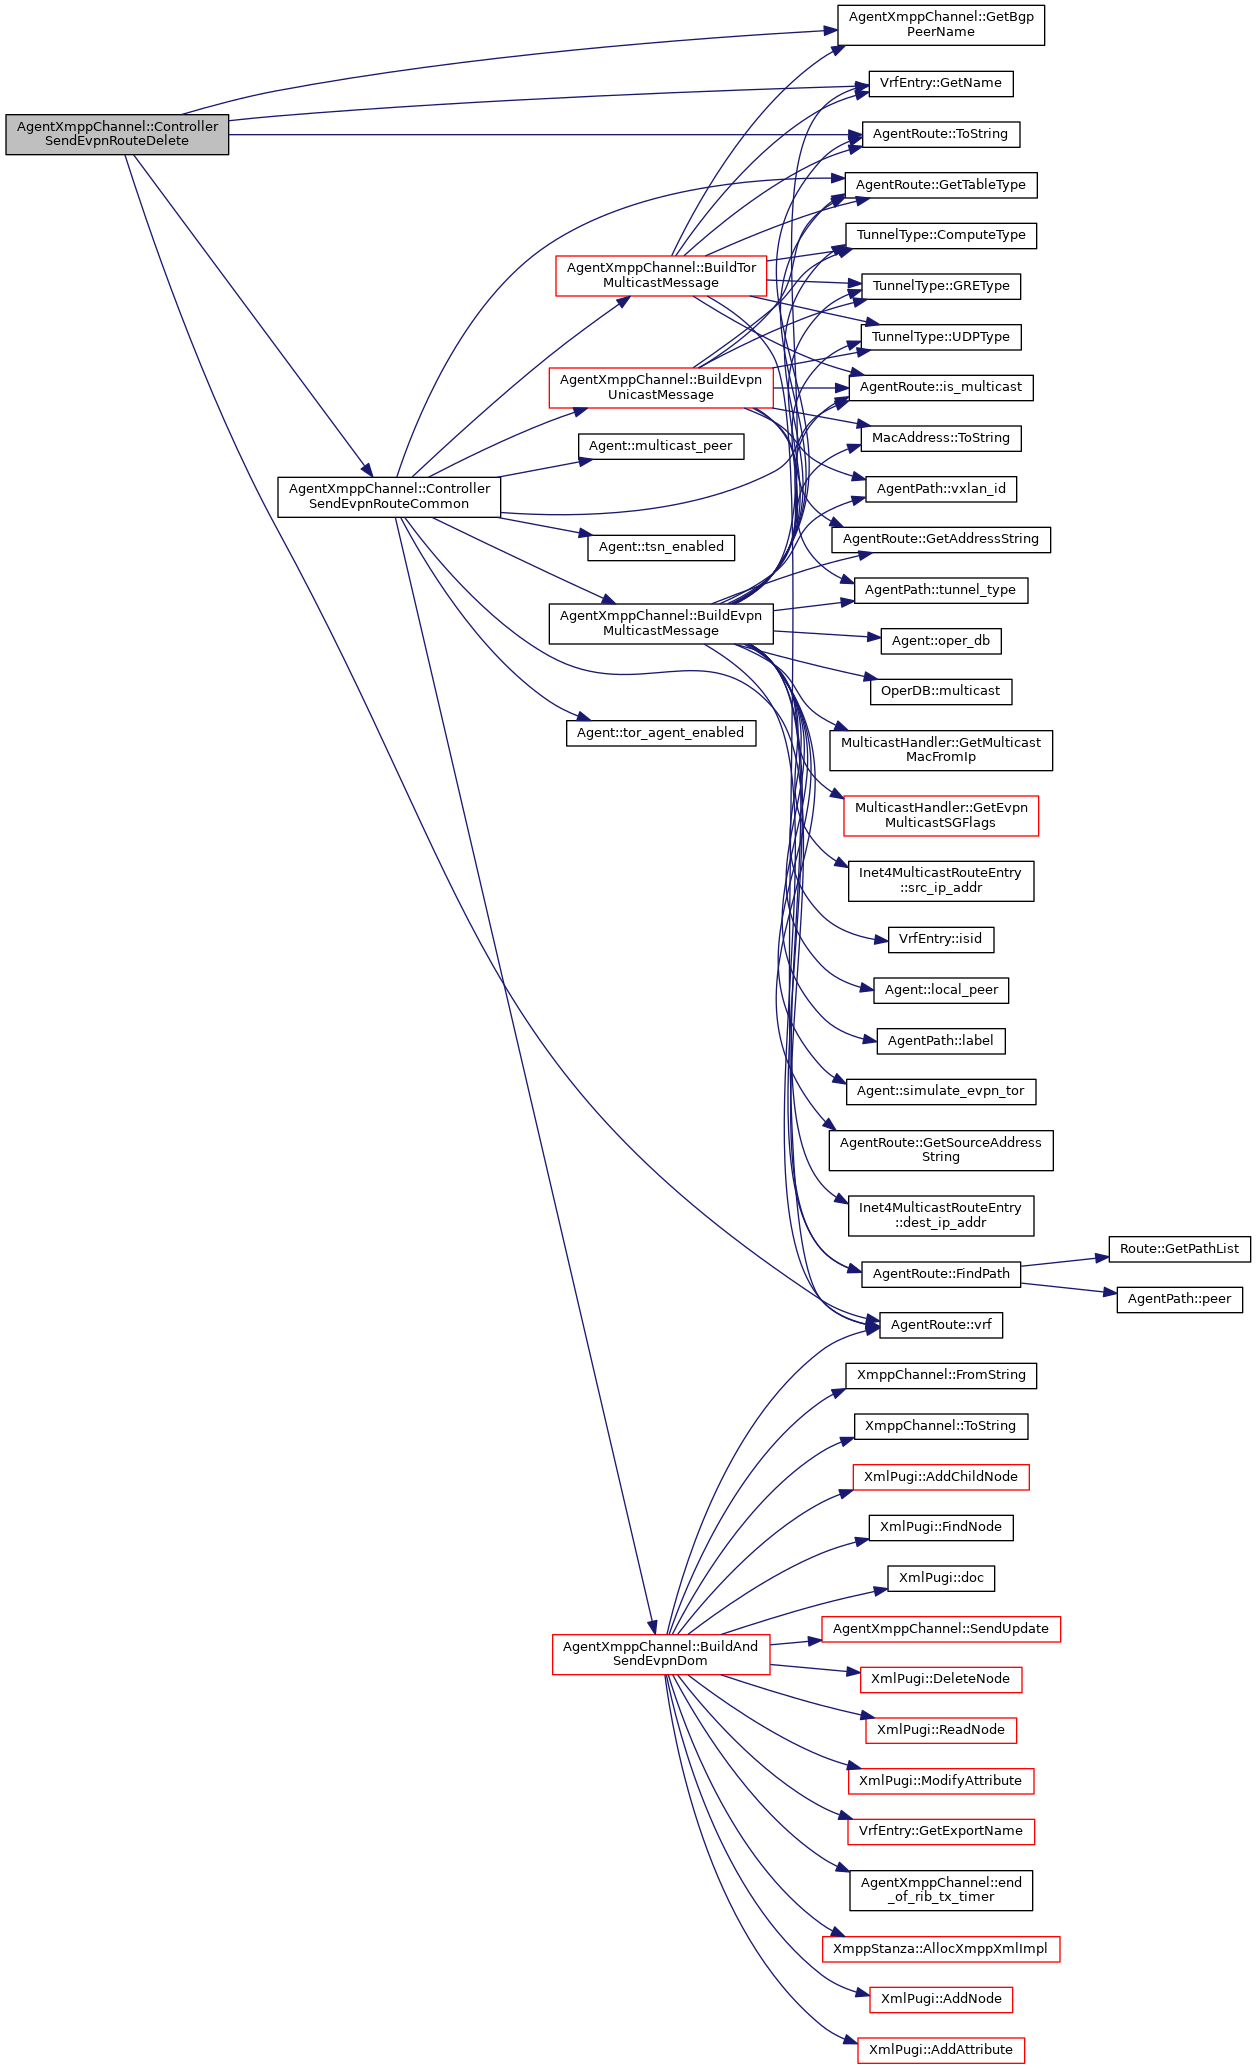 AgentXmppChannel::Controller
SendEvpnRouteDelete
AgentXmppChannel::Controller
SendEvpnRouteCommon
AgentXmppChannel::BuildTor
MulticastMessage
AgentXmppChannel::BuildEvpn
UnicastMessage
Agent::multicast_peer
Agent::tsn_enabled
AgentXmppChannel::BuildEvpn
MulticastMessage
Agent::tor_agent_enabled
AgentXmppChannel::BuildAnd
SendEvpnDom
AgentXmppChannel::GetBgp
PeerName
VrfEntry::GetName
AgentRoute::ToString
AgentRoute::GetTableType
TunnelType::ComputeType
TunnelType::GREType
TunnelType::UDPType
AgentRoute::is_multicast
MacAddress::ToString
AgentPath::vxlan_id
AgentRoute::GetAddressString
AgentPath::tunnel_type
Agent::oper_db
OperDB::multicast
MulticastHandler::GetMulticast
MacFromIp
MulticastHandler::GetEvpn
MulticastSGFlags
Inet4MulticastRouteEntry
::src_ip_addr
VrfEntry::isid
Agent::local_peer
AgentPath::label
Agent::simulate_evpn_tor
AgentRoute::GetSourceAddress
String
Inet4MulticastRouteEntry
::dest_ip_addr
AgentRoute::FindPath
Route::GetPathList
AgentPath::peer
AgentRoute::vrf
XmppChannel::FromString
XmppChannel::ToString
XmlPugi::AddChildNode
XmlPugi::FindNode
XmlPugi::doc
AgentXmppChannel::SendUpdate
XmlPugi::DeleteNode
XmlPugi::ReadNode
XmlPugi::ModifyAttribute
VrfEntry::GetExportName
AgentXmppChannel::end
_of_rib_tx_timer
XmppStanza::AllocXmppXmlImpl
XmlPugi::AddNode
XmlPugi::AddAttribute